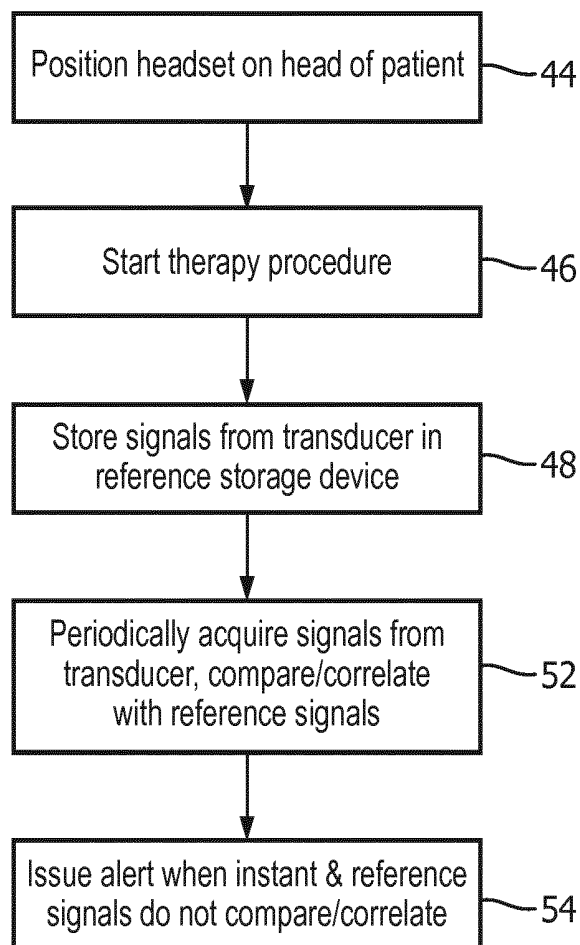 Position headset on head of patient
44
Start therapy procedure
46
Store signals from transducer in
reference storage device
48
Periodically acquire signals from
transducer, compare/correlate
with reference signals
52
Issue alert when instant & reference
signals do not compare/correlate
54